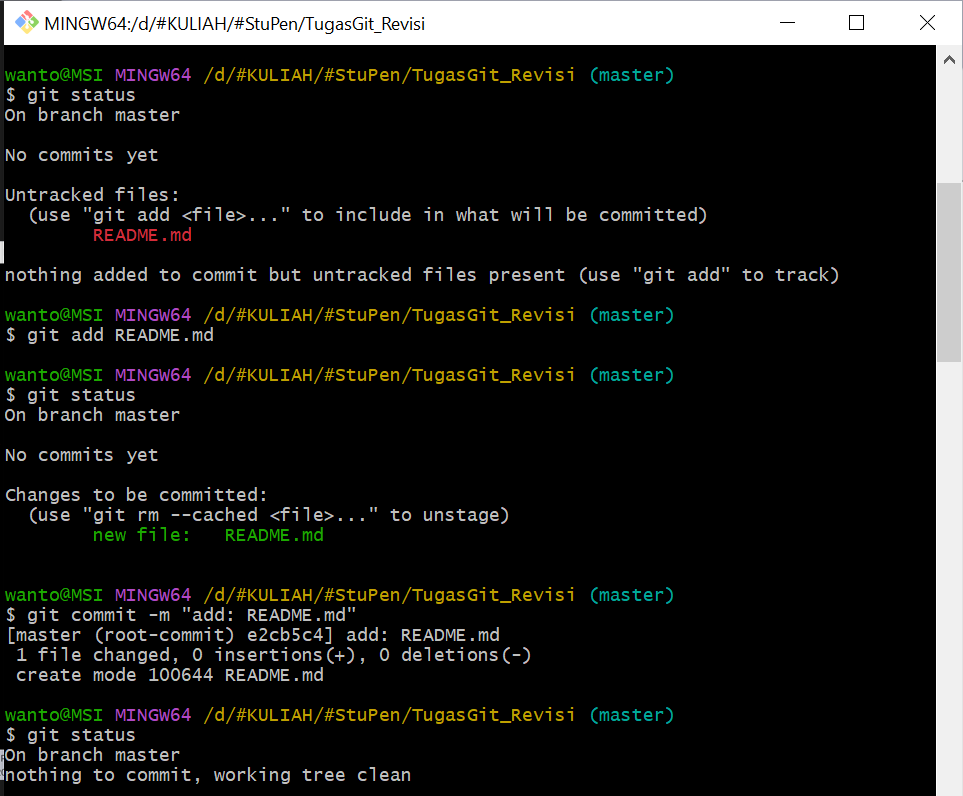 MINGW64:/d/#KULIAH/#StuPen/TugasGit_Revisi
wanto@MSI MINGW64 /d/#KULIAH/#StuPen/TugasGit_Revisi (master)
$ git status
On branch master
No commits yet
Untracked files:
  (use "git add <file>..." to include in what will be committed)
        README.md
nothing added to commit but untracked files present (use "git add" to track)
wanto@MSI MINGW64 /d/#KULIAH/#StuPen/TugasGit_Revisi (master)
$ git add README.md
wanto@MSI MINGW64 /d/#KULIAH/#StuPen/TugasGit_Revisi (master)
$ git status
On branch master
No commits yet
Changes to be committed:
  (use "git rm --cached <file>..." to unstage)
        new file:   README.md
wanto@MSI MINGW64 /d/#KULIAH/#StuPen/TugasGit_Revisi (master)
$ git commit -m "add: README.md"
[master (root-commit) e2cb5c4] add: README.md
 1 file changed, 0 insertions(+), 0 deletions(-)
 create mode 100644 README.md
wanto@MSI MINGW64 /d/#KULIAH/#StuPen/TugasGit_Revisi (master)
$ git status
On branch master
nothing to commit, working tree clean